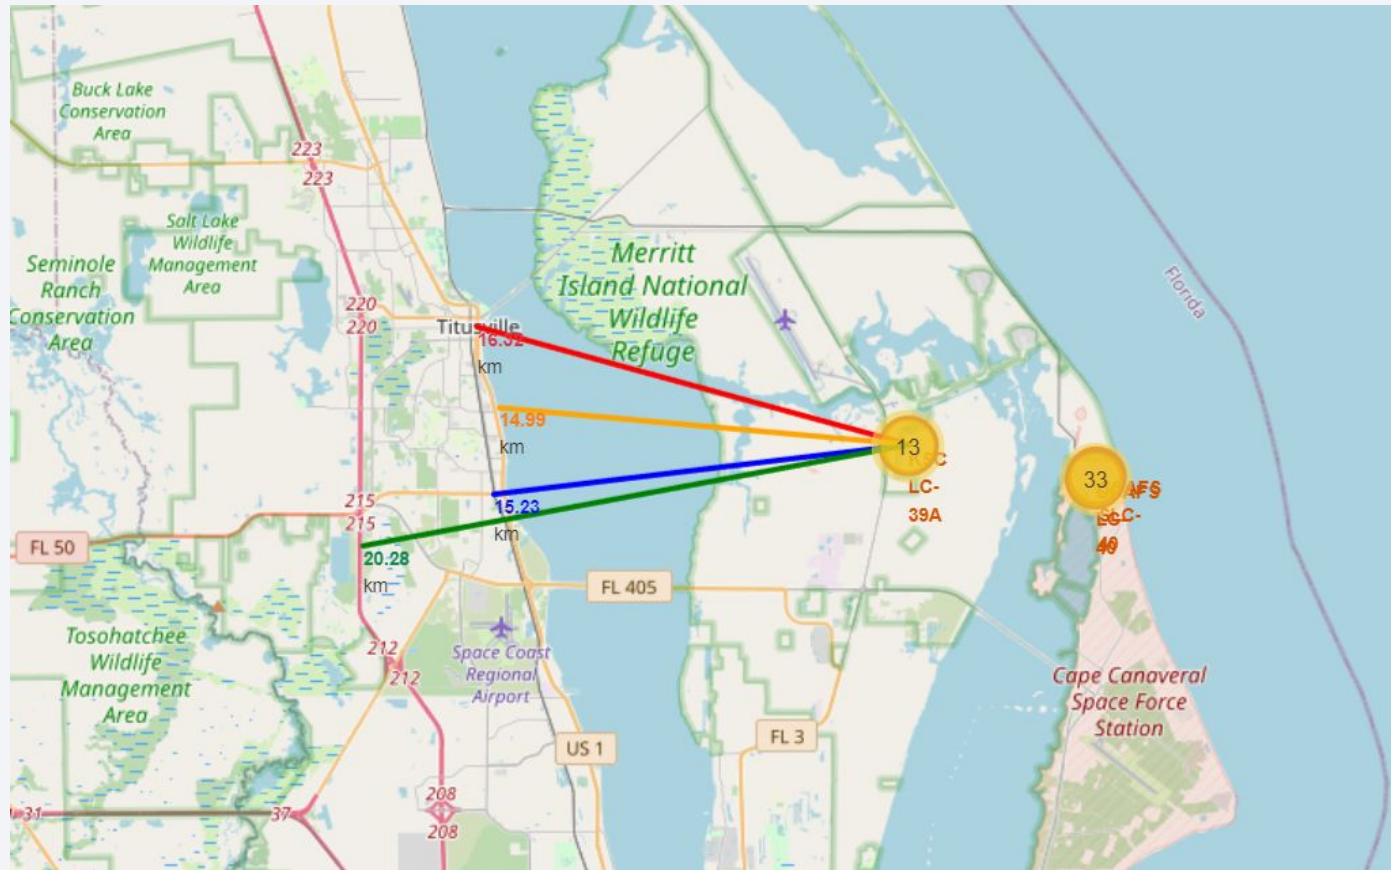 Buck Lake
Conservation
Area
223
223
Salt Lake
Wildlife
Management
Area
Seminole
Ranch
Conservation
Area
Merritt
Island National
Wildlife
Refuge
Florida
220
220
Titusville
16.32
km
14.99
km
13
KSC
LC-
39A
33
40
215
215
15.23
km
FL 50
20.28
km
FL 405
Tosohatchee
Wildlife
Management
Area
212
212
Space Coast
Regional
Airport
Cape Canaveral
Space Force
Station
US 1
FL 3
31
37
208
208